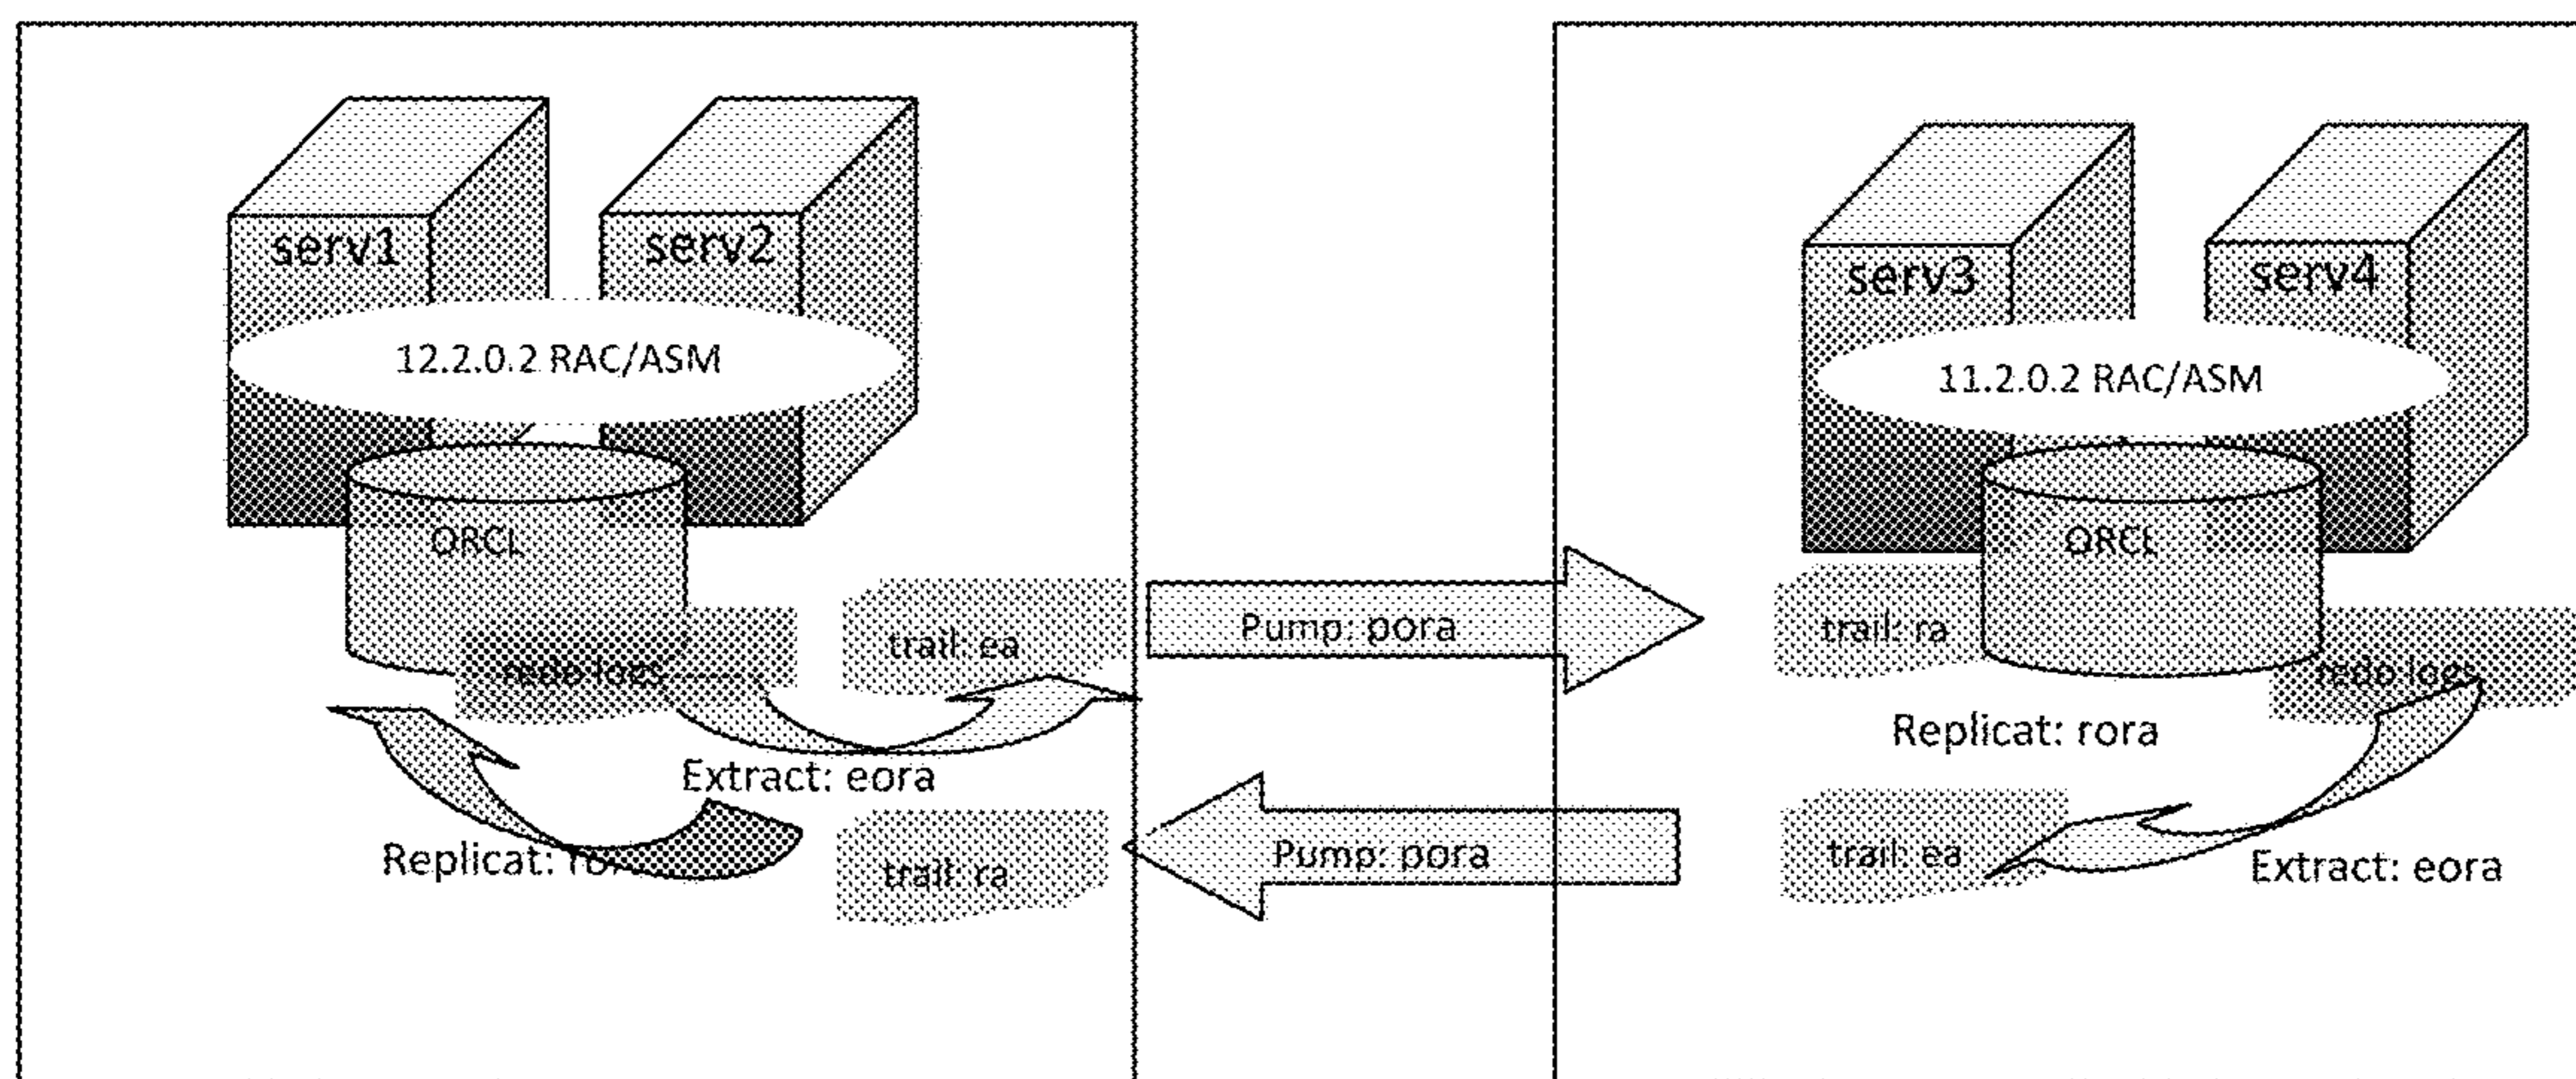 serv1
serv2
12.2.0.2 RAC/ASM
ORCL
redo logs
trail: ea
Extract: eora
Replicat:
trail: ra
Pump: pora
Pump: pora
serv3
serv4
11.2.0.2 RAC/ASM
ORCL
trail: ra
redo logs
Replicat: rora
trail: ea
Extract: eora